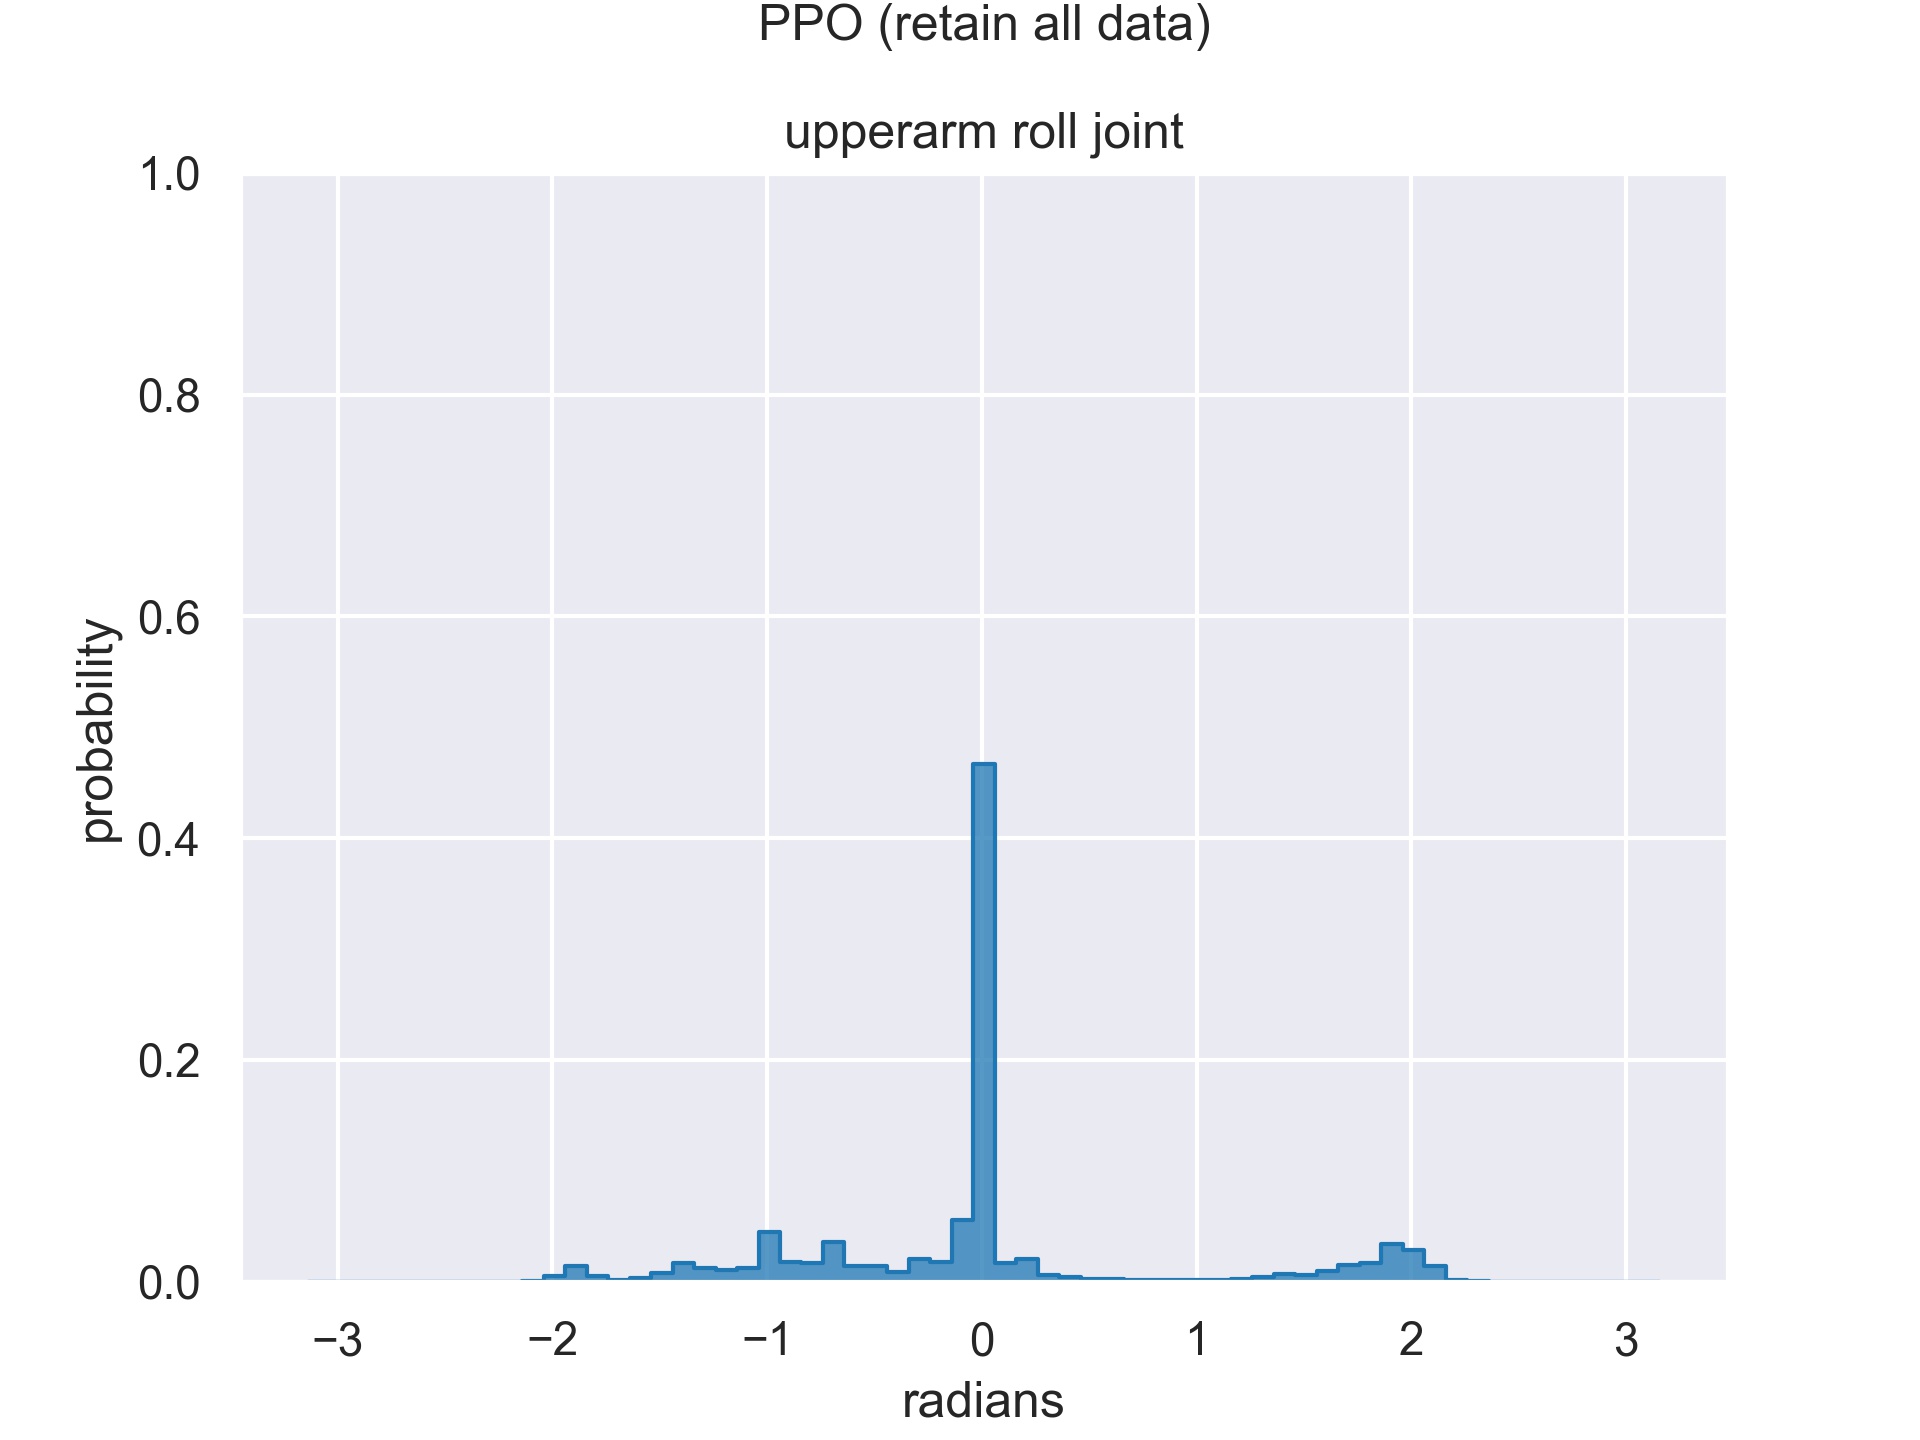 PPO (retain all data)
upperarm roll joint
1.0
0.8
0.6
0.4
0.2
0.0
probability
−3 −2 −1 0 1 2 3
radians